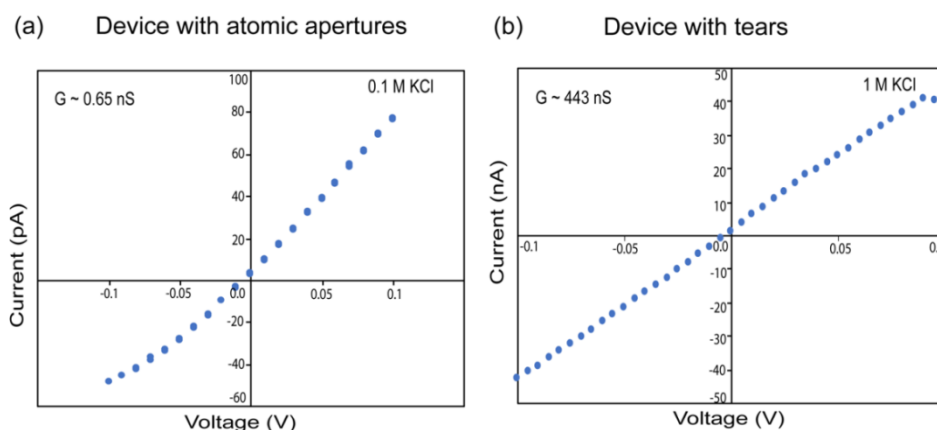 (a) Device with atomic apertures
G ~ 0.65 nS
0.1 M KCl
100
80
60
40
20
-0.1
-0.05
0.0
0.05
0.1
-20
-40
-60
Current (pA)
Voltage (V)
(b) Device with tears
G ~ 443 nS
1 M KCl
50
40
30
20
10
-0.1
-0.05
0.0
0.05
-10
-20
-30
-40
-50
Current (nA)
Voltage (V)